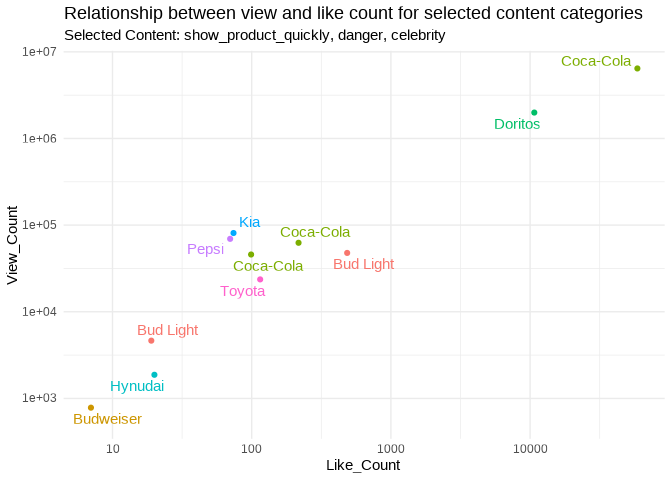 Relationship between view and like count for selected content categories
Selected Content: show_product_quickly, danger, celebrity
1e+07
Coca-Cola
Doritos
1e+06
Kia
1e+05
Coca-Cola
Pepsi
Coca-Cola
Bud Light
Toyota
View_Count
1e+04
Bud Light
Hynudai
1e+03
Budweiser
10
100
1000
10000
Like_Count